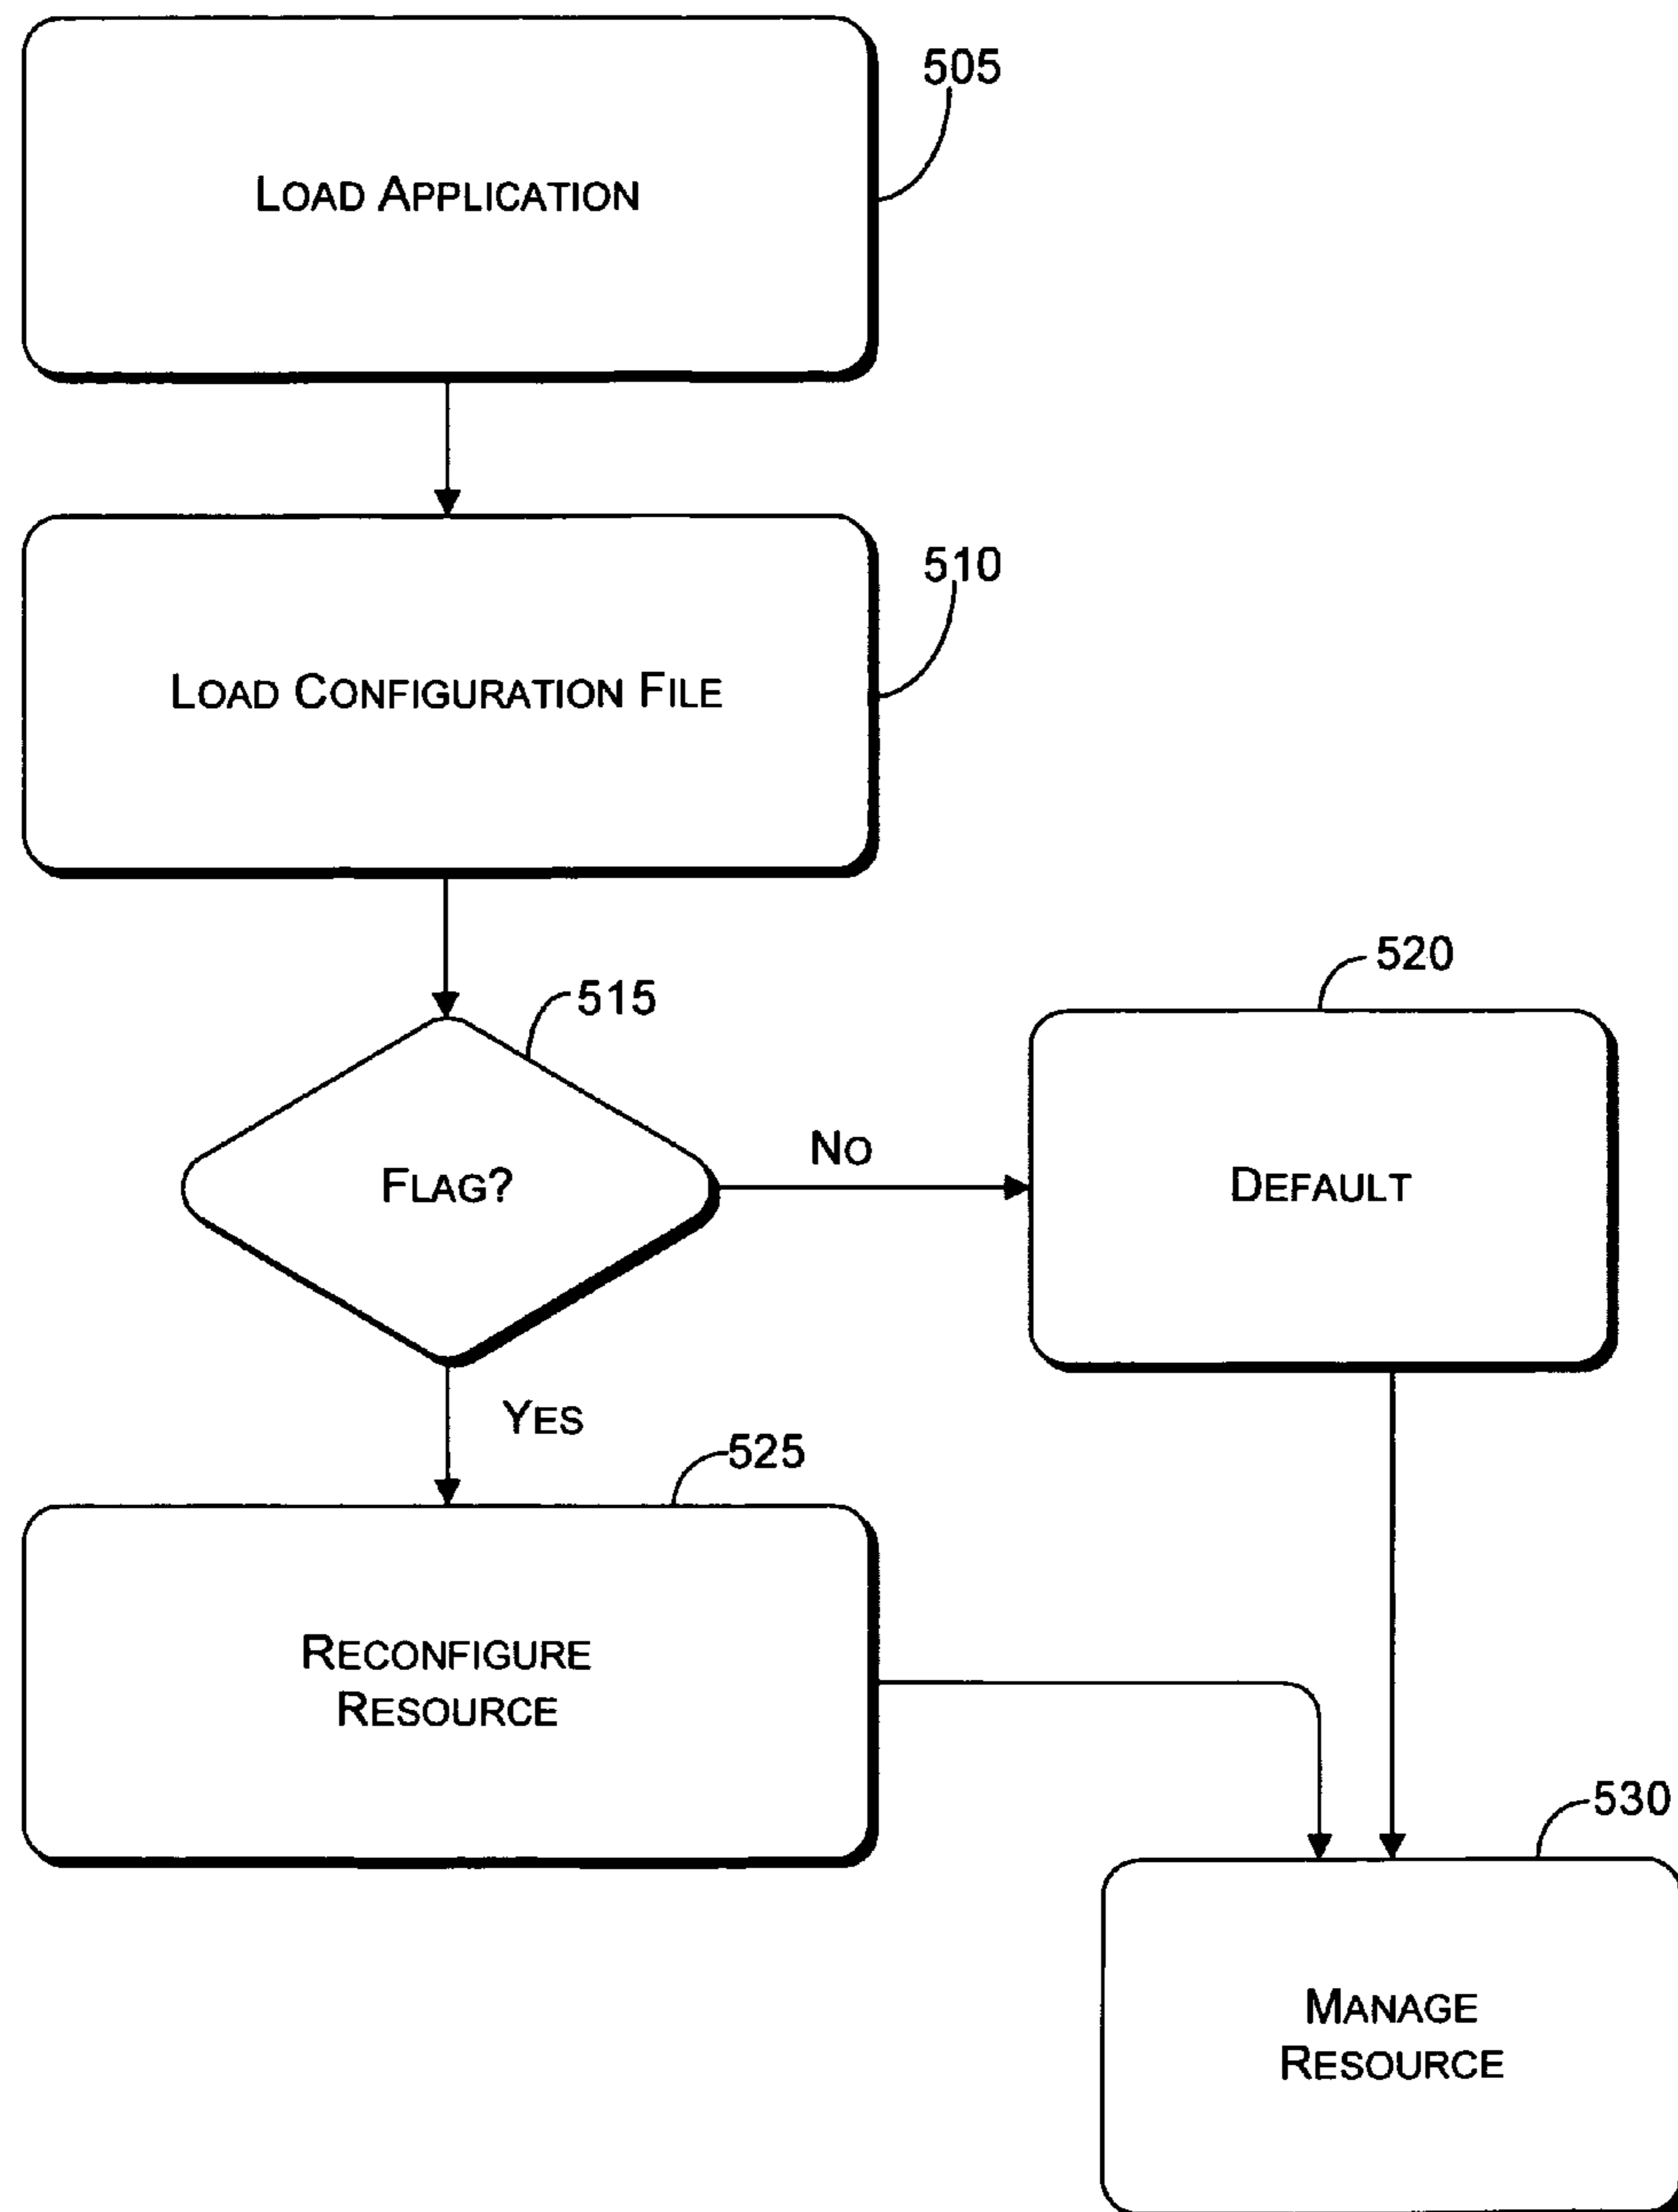 505
LOAD APPLICATION
510
LOAD CONFIGURATION FILE
520
515
NO
FLAG?
DEFAULT
YES
525
RECONFIGURE
RESOURCE
530
MANAGE
RESOURCE